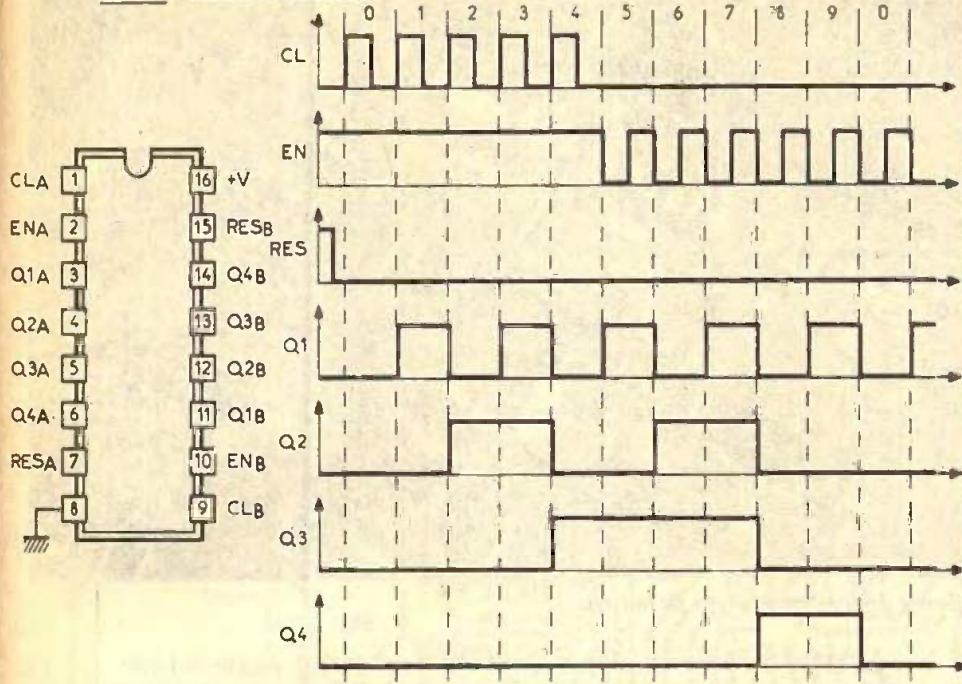 0 1 2 3 4 5 6 7 8 9 0
CL
EN
RES
Q1
Q2
Q3
Q4
CLA 1 16 +V
ENA 2 15 RESB
Q1A 3 14 Q4B
Q2A 4 13 Q3B
Q3A 5 12 Q2B
Q4A 6 11 Q1B
RESA 7 10 ENB
8 9 CLB